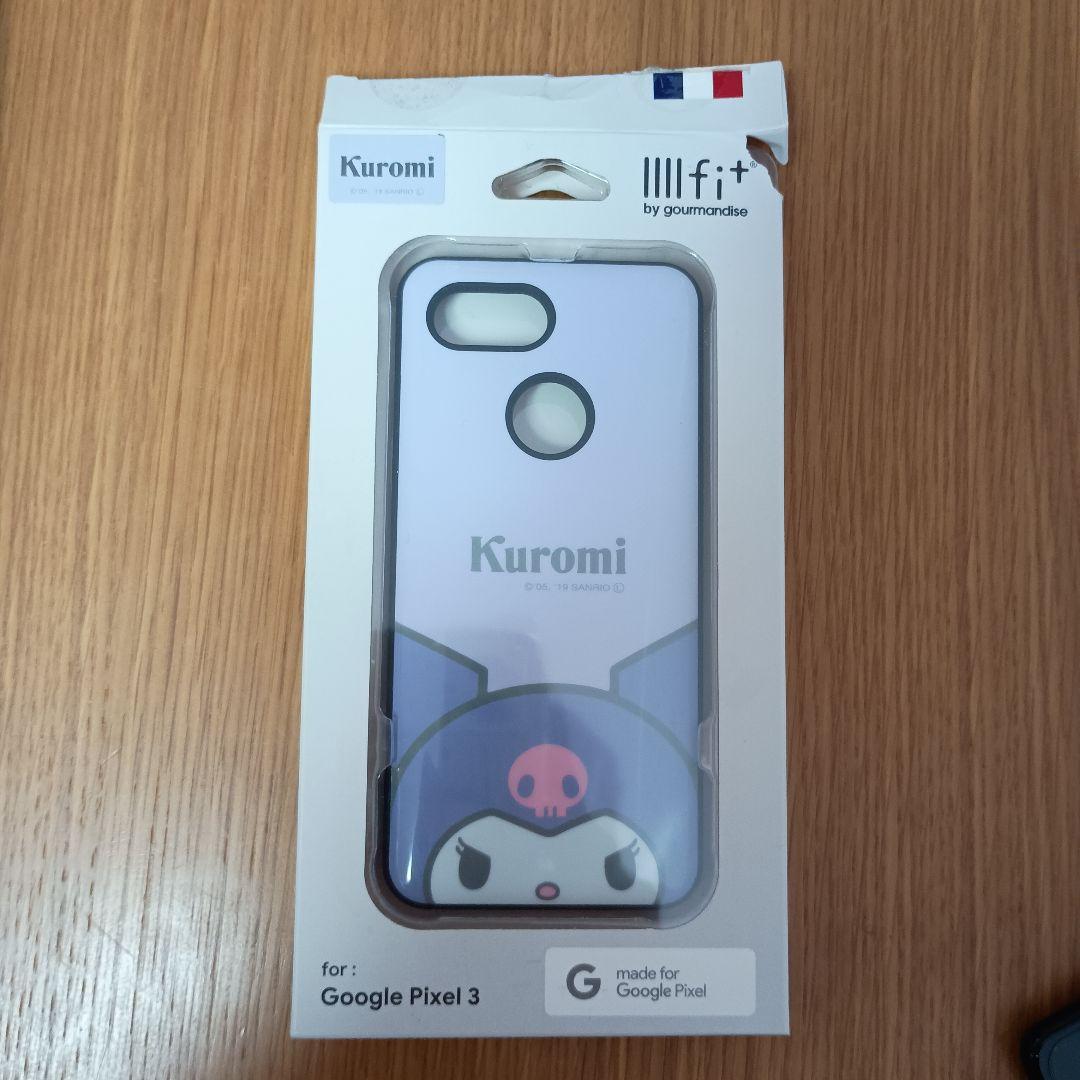 Kuromi
©'05, '19 SANRIO Ⓛ
IIIIfi+®
by gourmandise
Kuromi
©'05, '19 SANRIO Ⓛ
for :
Google Pixel 3
G made for
Google Pixel